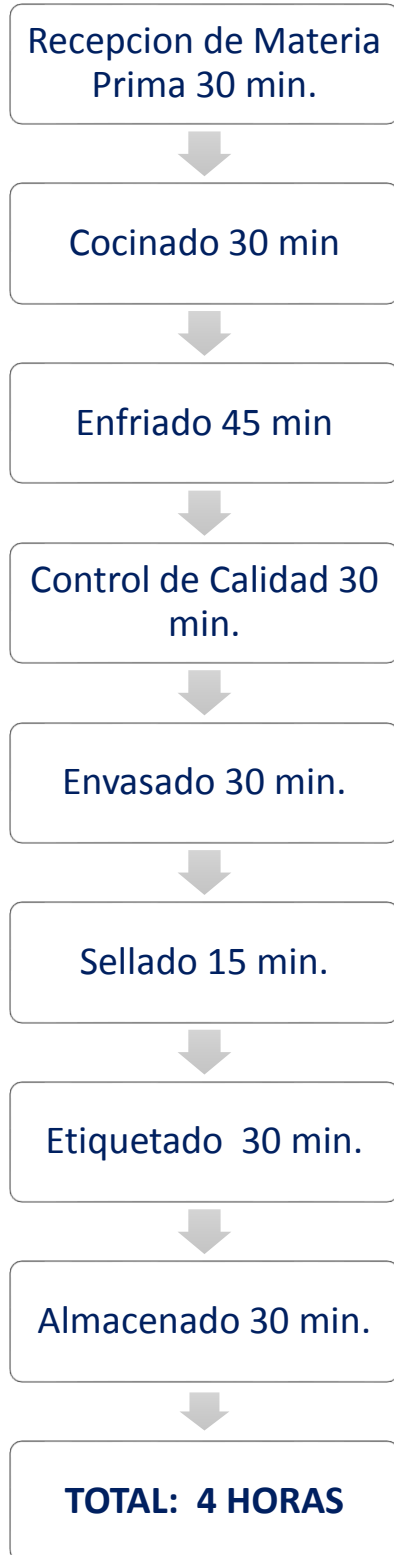 Recepcion de Materia
Prima 30 min.
Cocinado 30 min
Enfriado 45 min
Control de Calidad 30
min.
Envasado 30 min.
Sellado 15 min.
Etiquetado  30 min.
Almacenado 30 min.
TOTAL:  4 HORAS